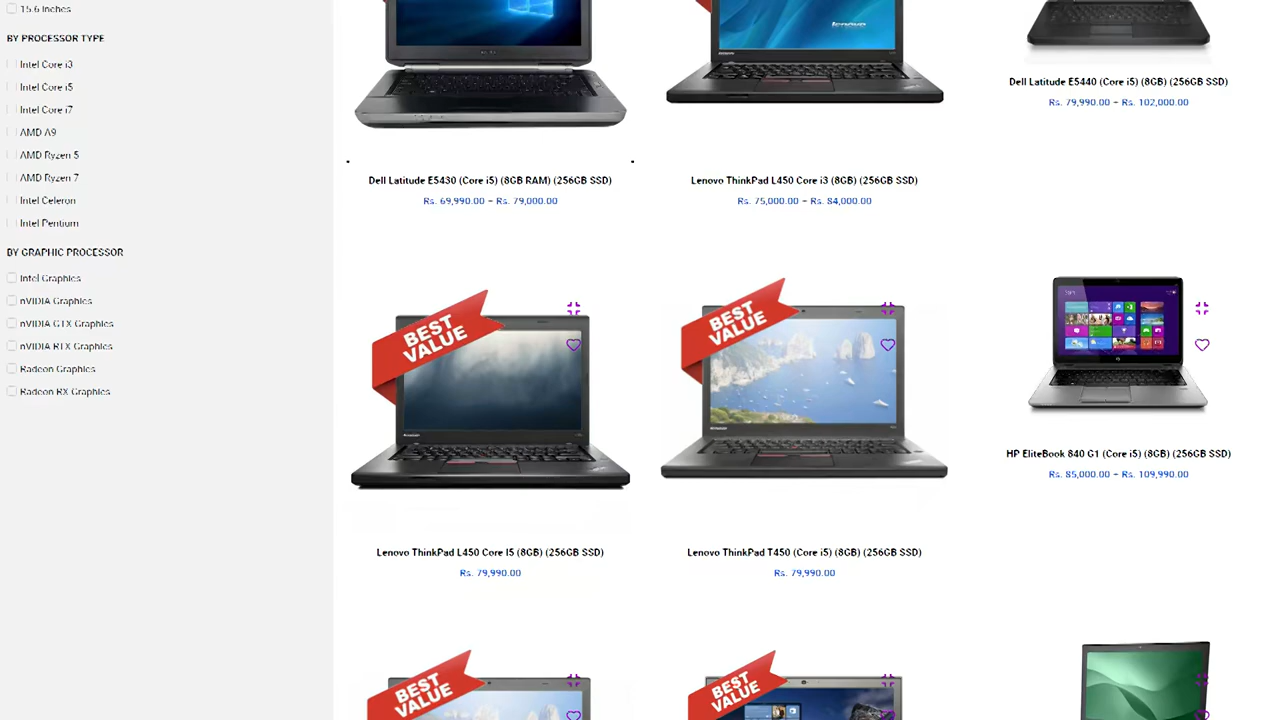 15.6 Inches
BY PROCESSOR TYPE
Intel Core i3
Intel Core i5
Intel Core i7
AMD A9
AMD Ryzen 5
AMD Ryzen 7
Intel Celeron
Intel Pentium
BY GRAPHIC PROCESSOR
Intel Graphics
nVIDIA Graphics
nVIDIA GTX Graphics
nVIDIA RTX Graphics
Radeon Graphics
Radeon RX Graphics
lenovo
Dell Latitude E5440 (Core i5) (8GB) (256GB SSD)
Rs. 79,990.00 – Rs. 102,000.00
Dell Latitude E5430 (Core i5) (8GB RAM) (256GB SSD)
Rs. 69,990.00 – Rs. 79,000.00
Lenovo ThinkPad L450 Core i3 (8GB) (256GB SSD)
Rs. 75,000.00 – Rs. 84,000.00
BEST
VALUE
BEST
VALUE
Start
HP EliteBook 840 G1 (Core i5) (8GB) (256GB SSD)
Rs. 85,000.00 – Rs. 109,990.00
Lenovo ThinkPad L450 Core I5 (8GB) (256GB SSD)
Rs. 79,990.00
Lenovo ThinkPad T450 (Core i5) (8GB) (256GB SSD)
Rs. 79,990.00
BEST
VALUE
BEST
VALUE